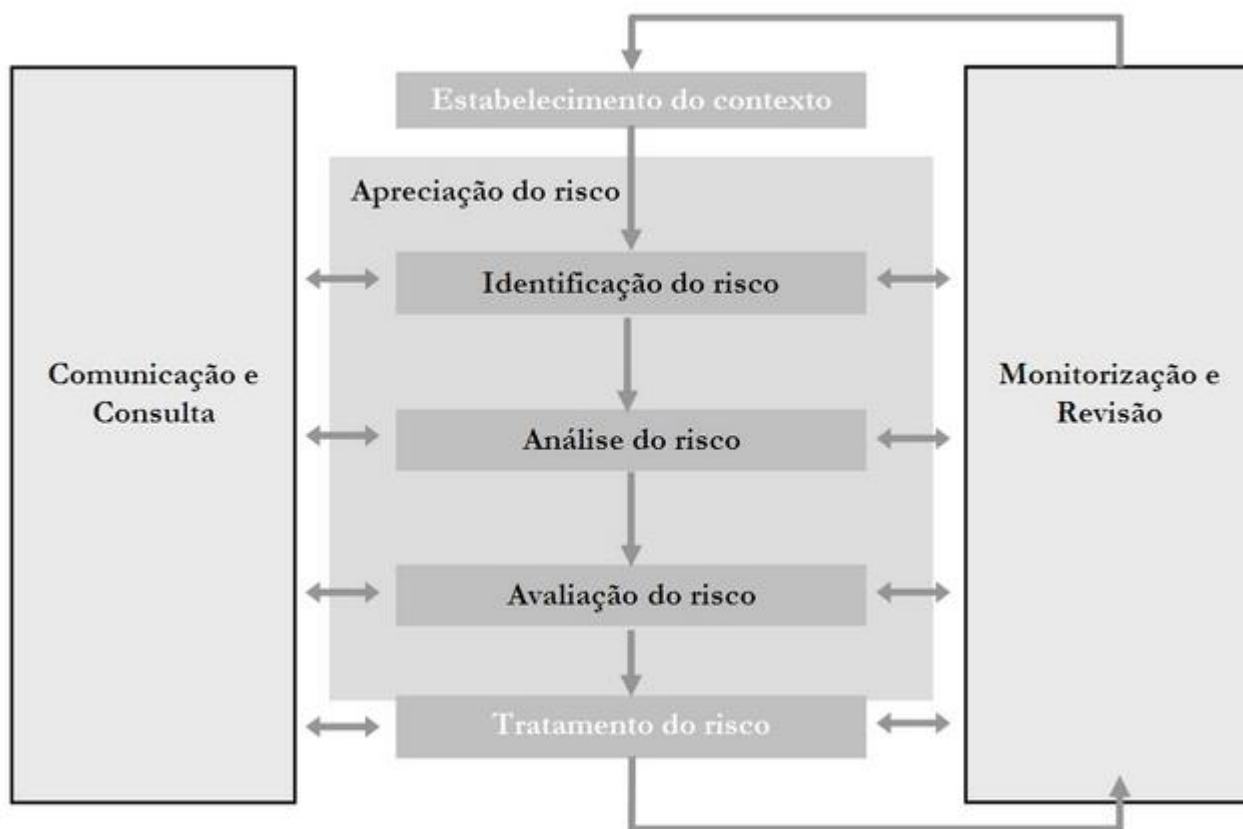 Estabelecimento do contexto
Apreciação do risco
Identificação do risco
Comunicação e
Consulta
Monitorização e
Revisão
Análise do risco
Avaliação do risco
Tratamento do risco